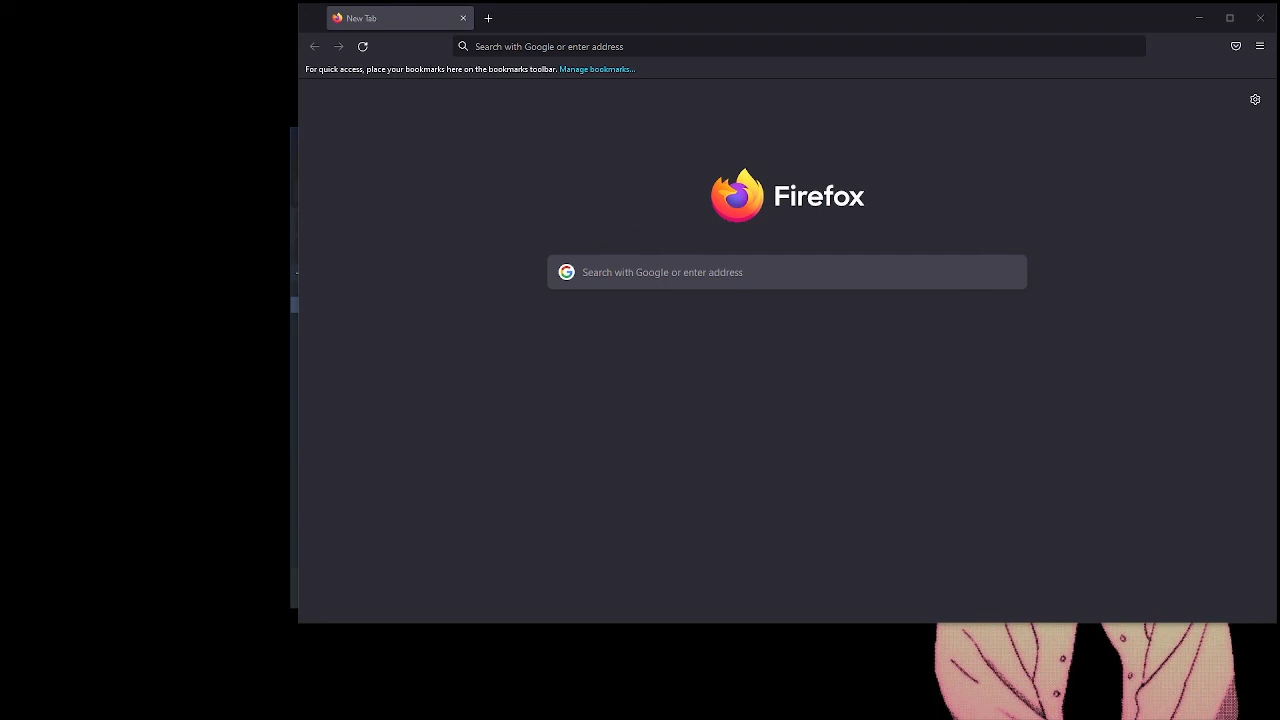 New Tab
Search with Google or enter address
For quick access, place your bookmarks here on the bookmarks toolbar. Manage bookmarks...
Firefox
Search with Google or enter address